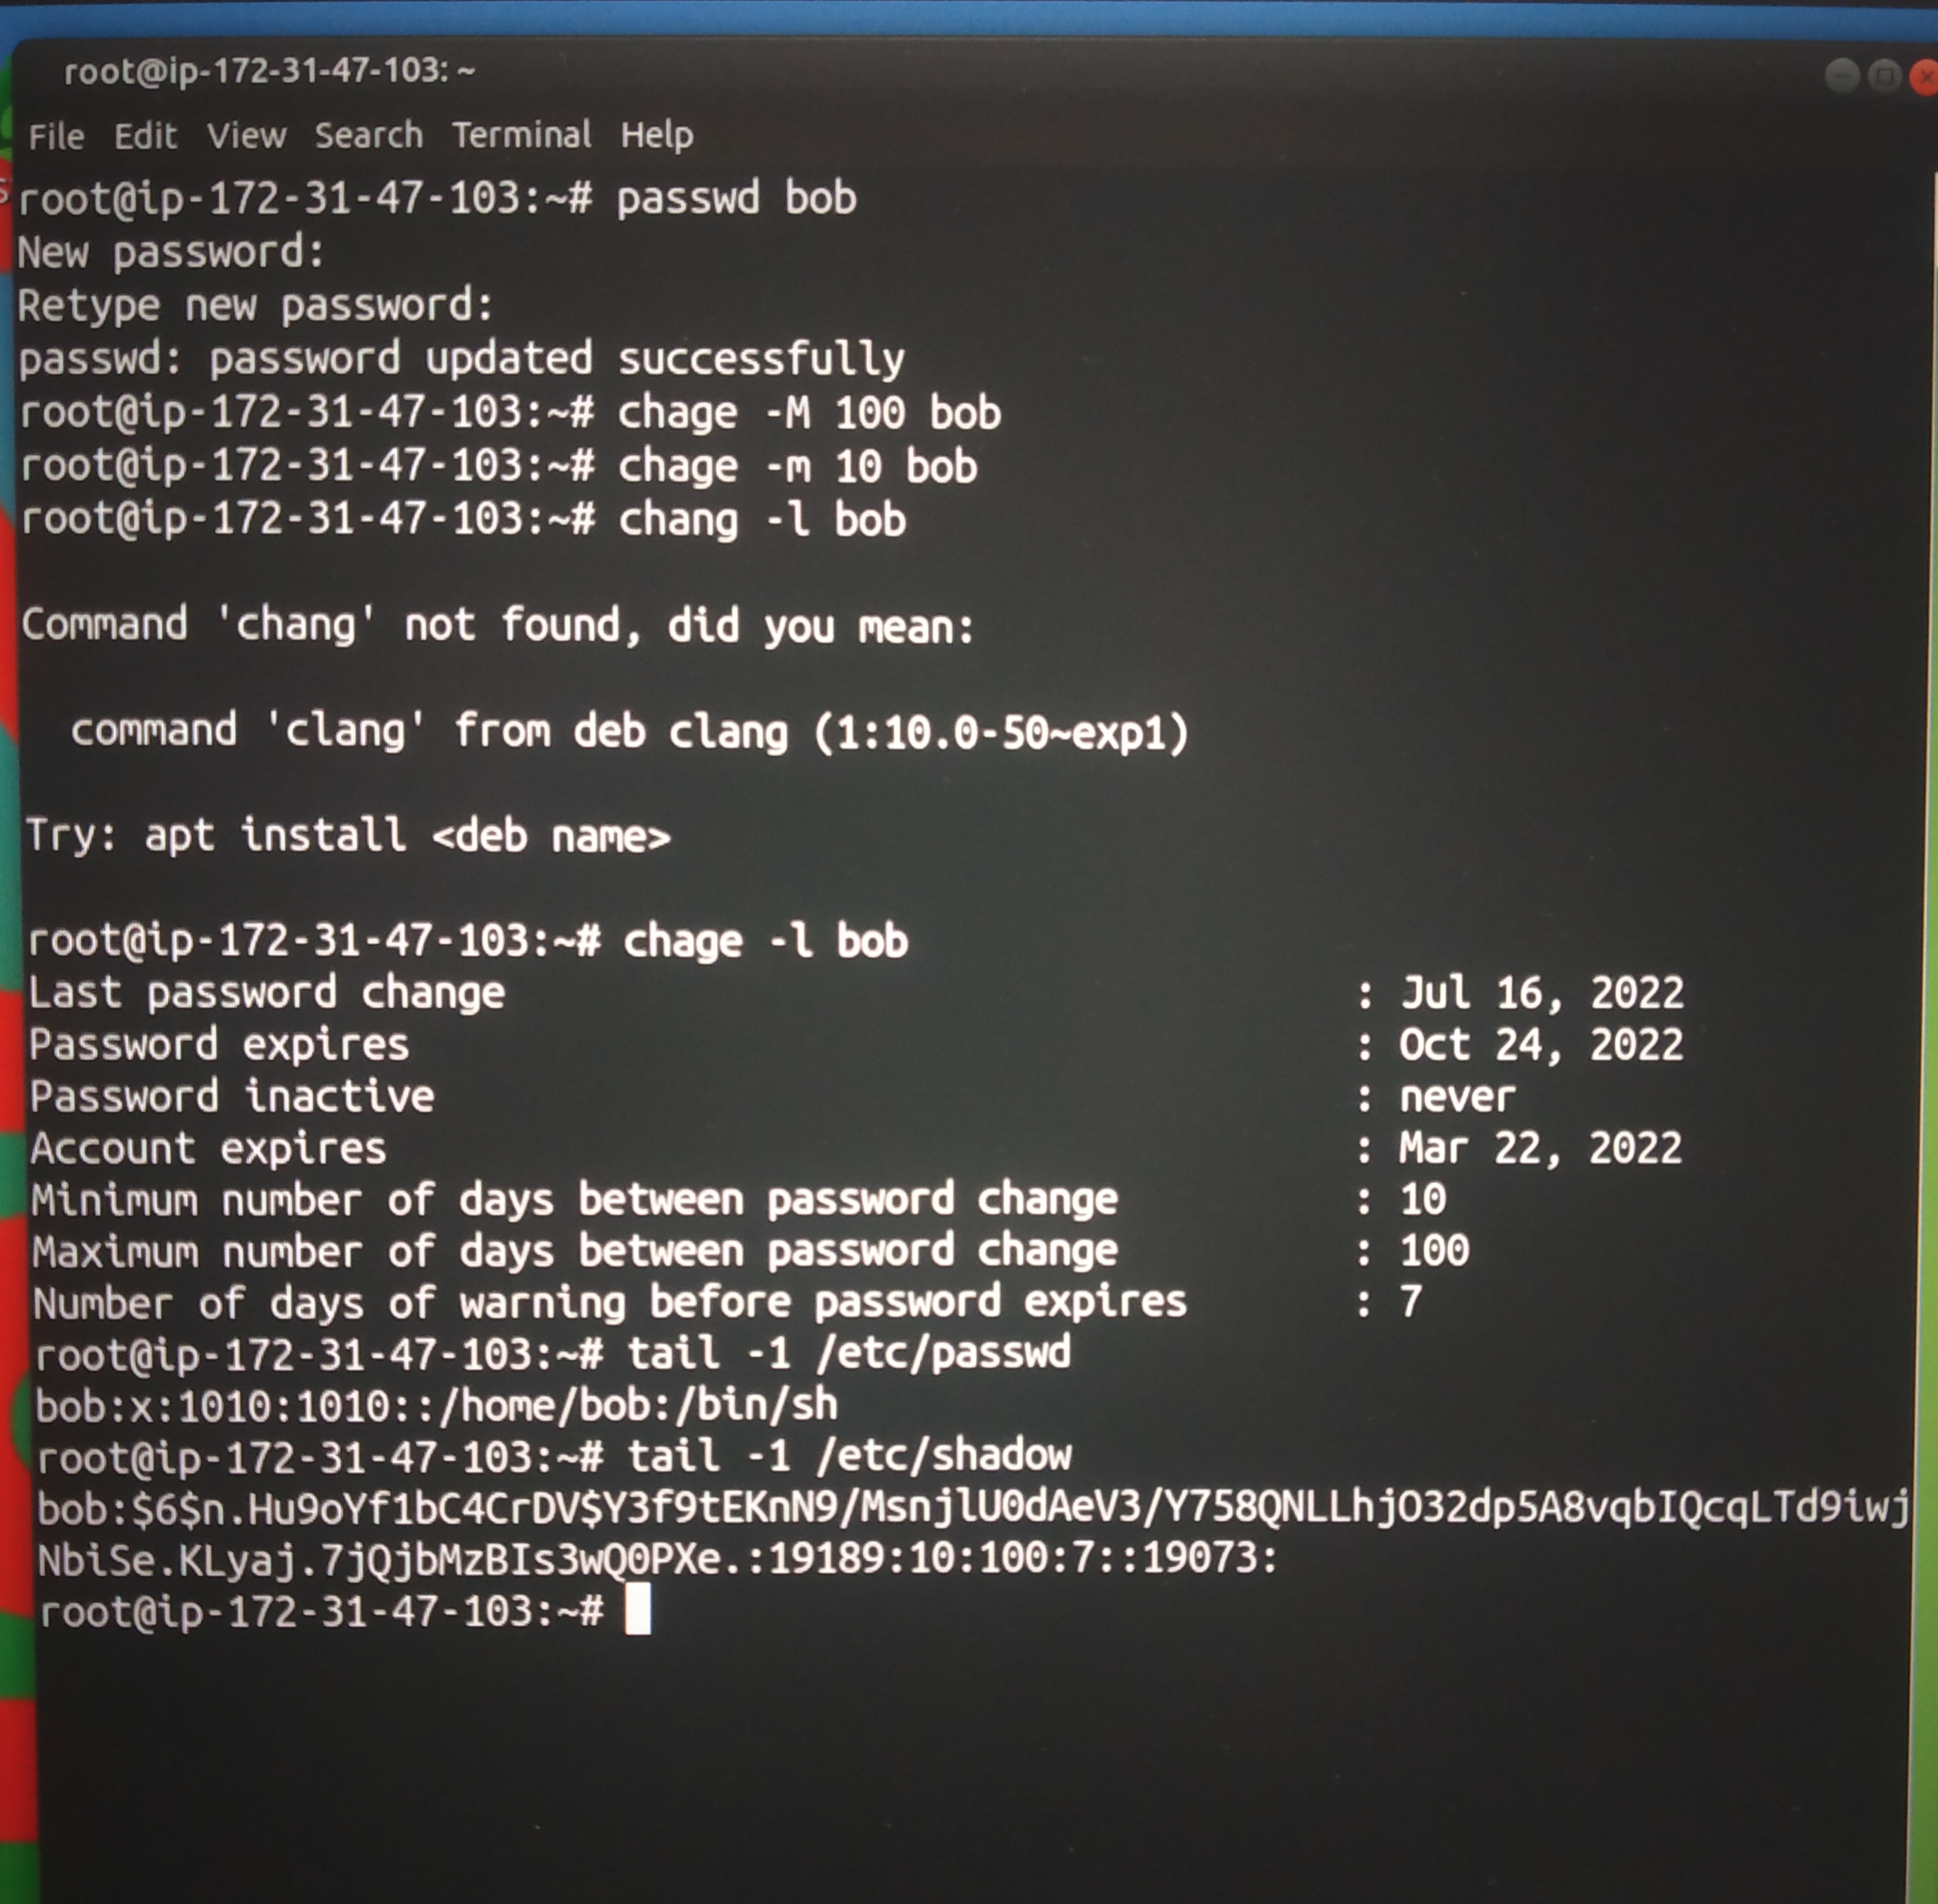 root@ip-172-31-47-103: ~
File Edit View Search Terminal Help
root@ip-172-31-47-103:~# passwd bob
New password:
Retype new password:
passwd: password updated successfully
root@ip-172-31-47-103:~# chage -M 100 bob
root@ip-172-31-47-103:~# chage -m 10 bob
root@ip-172-31-47-103:~# chang -l bob
Command 'chang' not found, did you mean:
command 'clang' from deb clang (1:10.0-50~exp1)
Try: apt install <deb name>
root@ip-172-31-47-103:~# chage -l bob
Last password change : Jul 16, 2022
Password expires : Oct 24, 2022
Password inactive : never
Account expires : Mar 22, 2022
Minimum number of days between password change : 10
Maximum number of days between password change : 100
Number of days of warning before password expires : 7
root@ip-172-31-47-103:~# tail -1 /etc/passwd
bob:x:1010:1010::/home/bob:/bin/sh
root@ip-172-31-47-103:~# tail -1 /etc/shadow
bob:$6$n.Hu9oYf1bC4CrDV$Y3f9tEKnN9/MsnjlU0dAeV3/Y758QNLLhjO32dp5A8vqbIQcqLTd9iwj
NbiSe.KLyaj.7jQjbMzBIs3wQ0PXe.:19189:10:100:7::19073:
root@ip-172-31-47-103:~#